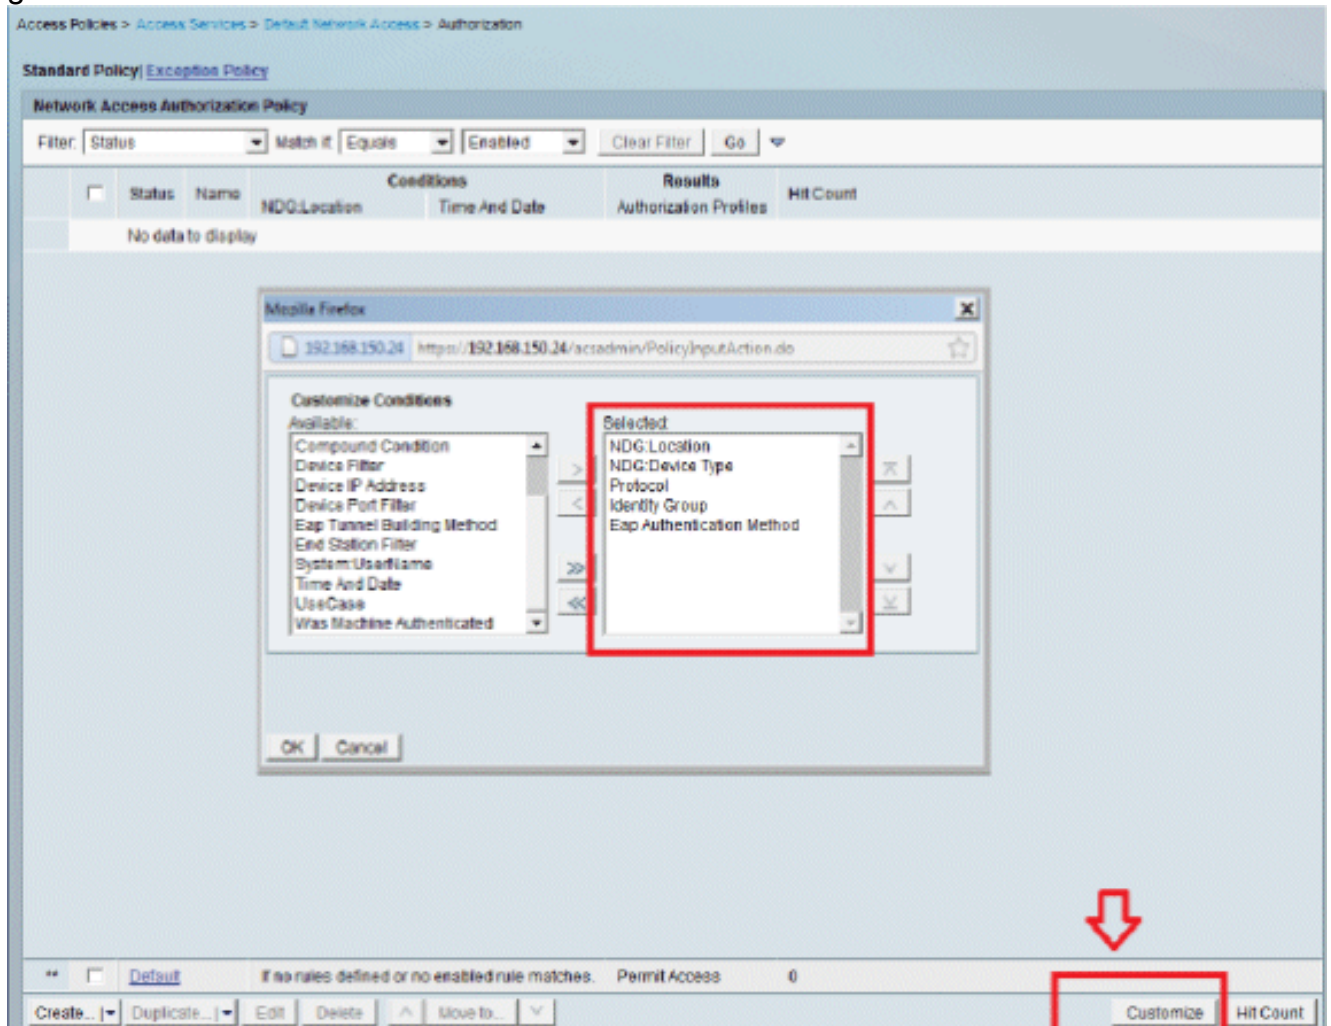 Access Policies > Access Services > Default Network Access > Authorization
Standard Policy| Exception Policy
Network Access Authorization Policy
Filter: Status Match if: Equals Enabled Clear Filter Go
Status Name Conditions Results Hit Count
NDG:Location Time And Date Authorization Profiles
No data to display
Mozilla Firefox
192.168.150.24 https://192.168.150.24/acsadmin/PolicyInputAction.do
Customize Conditions
Available:
Compound Condition
Device Filter
Device IP Address
Device Port Filter
Eap Tunnel Building Method
End Station Filter
System:UserName
Time And Date
UseCase
Was Machine Authenticated
> 
<
>>
<<
Selected:
NDG:Location
NDG:Device Type
Protocol
Identity Group
Eap Authentication Method
OK Cancel
** Default If no rules defined or no enabled rule matches. Permit Access 0
Create... Duplicate... Edit Delete Move to... Customize Hit Count